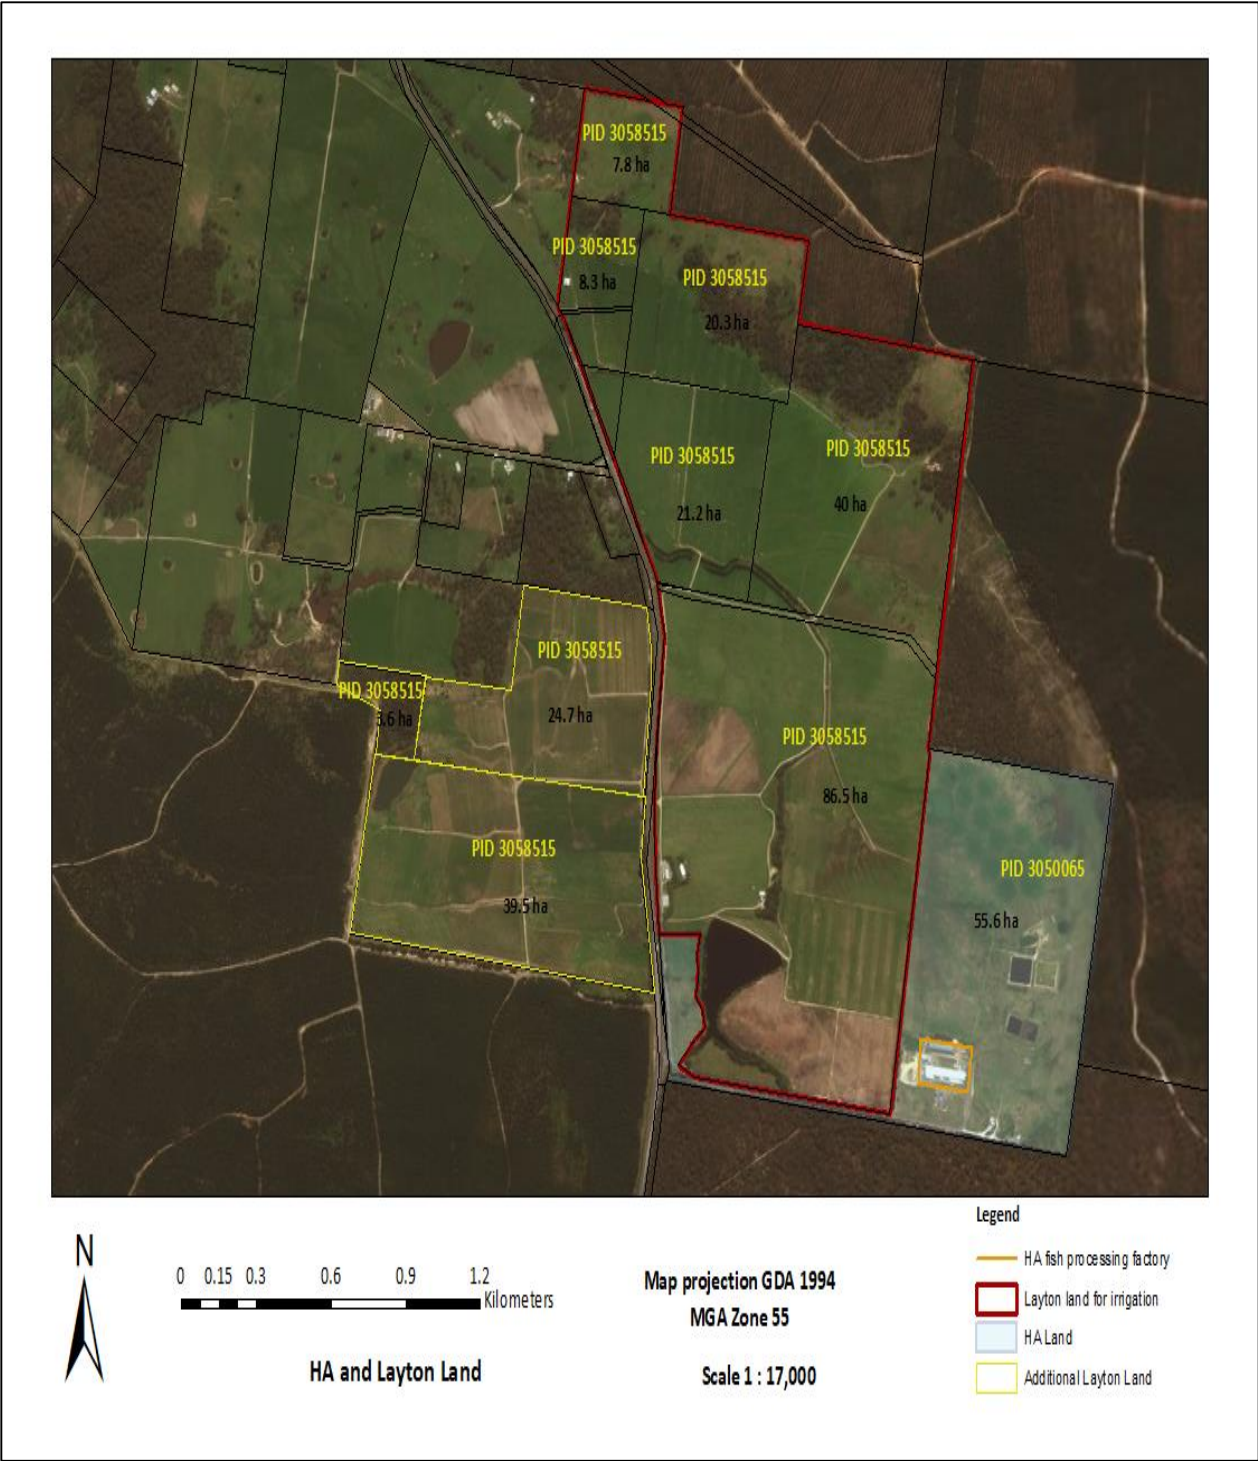 PID 3058515
7.8 ha
PID 3058515
8.3 ha
PID 3058515
20.3 ha
PID 3058515
21.2 ha
PID 3058515
40 ha
PID 3058515
24.7 ha
PID 3058515
3.6 ha
PID 3058515
86.5 ha
PID 3058515
39.5 ha
PID 3050065
55.6 ha
N
0 0.15 0.3 0.6 0.9 1.2
Kilometers
HA and Layton Land
Map projection GDA 1994
MGA Zone 55
Scale 1 : 17,000
Legend
HA fish processing factory
Layton land for irrigation
HA Land
Additional Layton Land